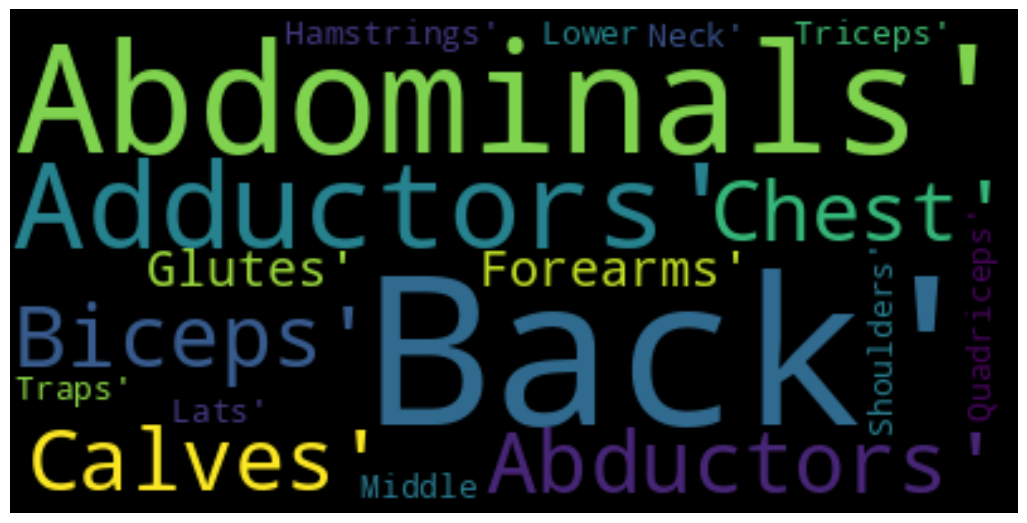 Hamstrings' Lower Neck' Triceps'
Abdominals'
Adductors' Chest'
Glutes' Forearms'
Back'
Biceps'
Shoulders'
Quadriceps'
Traps'
Lats'
Calves' Abductors'
Middle